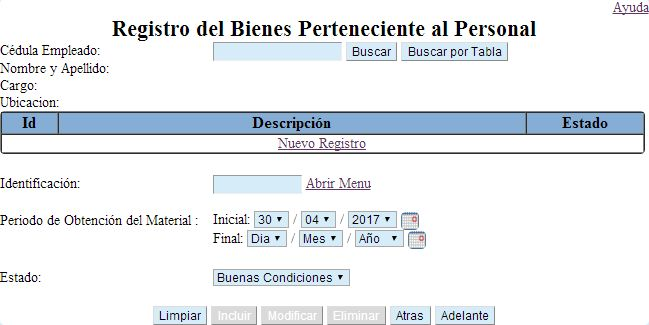 Ayuda
Registro del Bienes Perteneciente al Personal
Cédula Empleado: Buscar Buscar por Tabla
Nombre y Apellido:
Cargo:
Ubicacion:
Id Descripción Estado
Nuevo Registro
Identificación: Abrir Menu
Periodo de Obtención del Material : Inicial: 30 / 04 / 2017
Final: Dia / Mes / Año
Estado: Buenas Condiciones
Limpiar Incluir Modificar Eliminar Atras Adelante